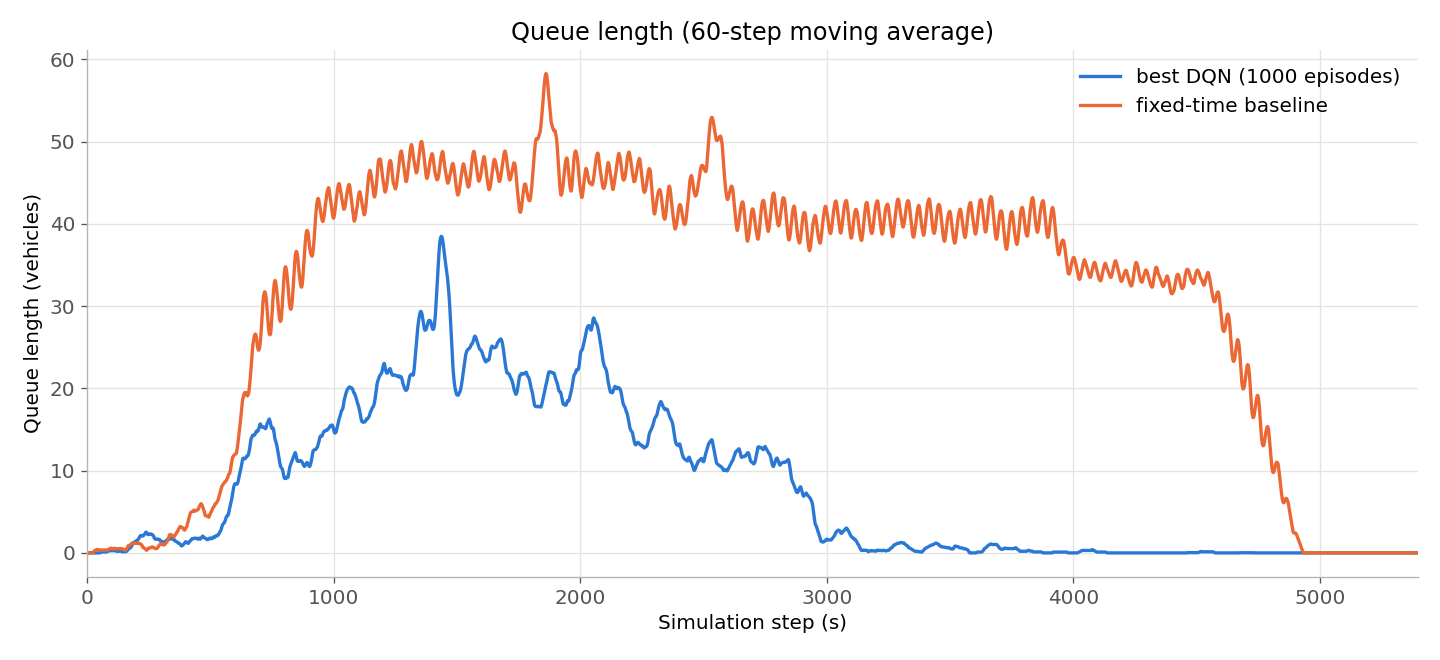 Queue length (60-step moving average)
best DQN (1000 episodes)
fixed-time baseline
Queue length (vehicles)
60
50
40
30
20
10
0
0 1000 2000 3000 4000 5000
Simulation step (s)